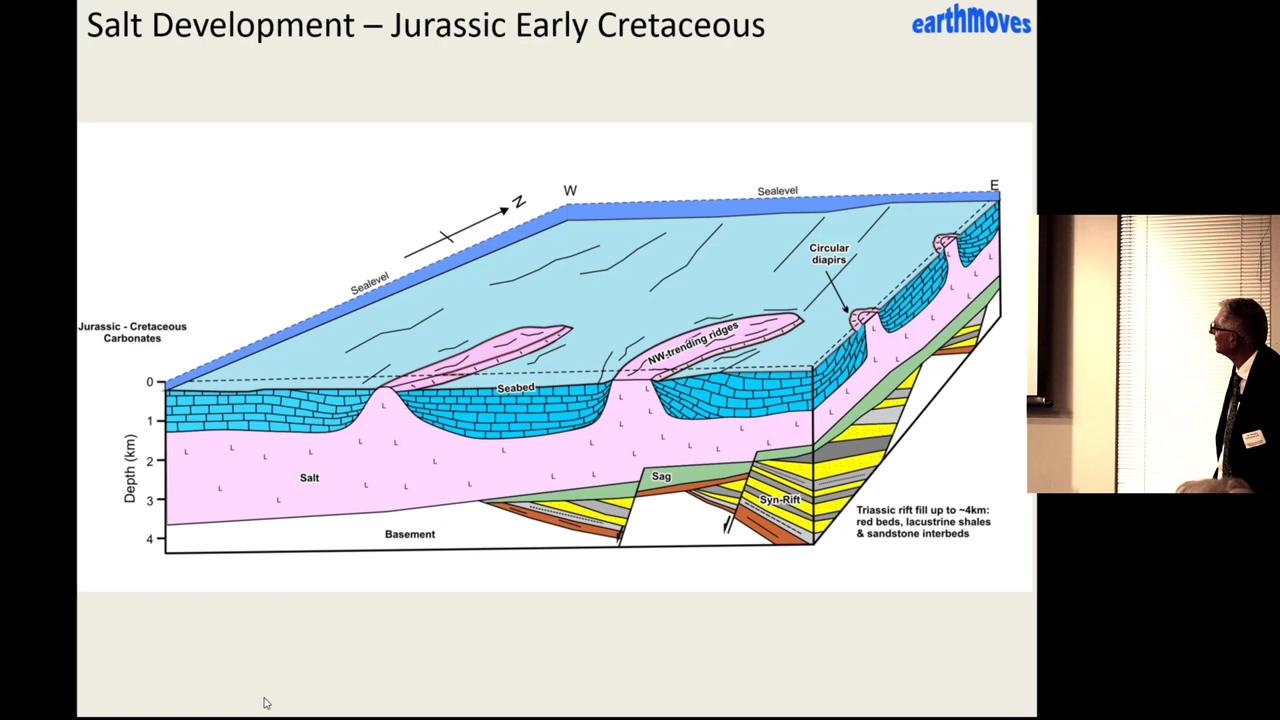 Salt Development – Jurassic Early Cretaceous
earthmoves
W
E
Sealevel
N
Sealevel
Circular
diapirs
Jurassic - Cretaceous
Carbonates
NW-trending ridges
Seabed
0
1
2
3
4
Depth (km)
Salt
Sag
Syn-Rift
Basement
Triassic rift fill up to ~4km:
red beds, lacustrine shales
& sandstone interbeds